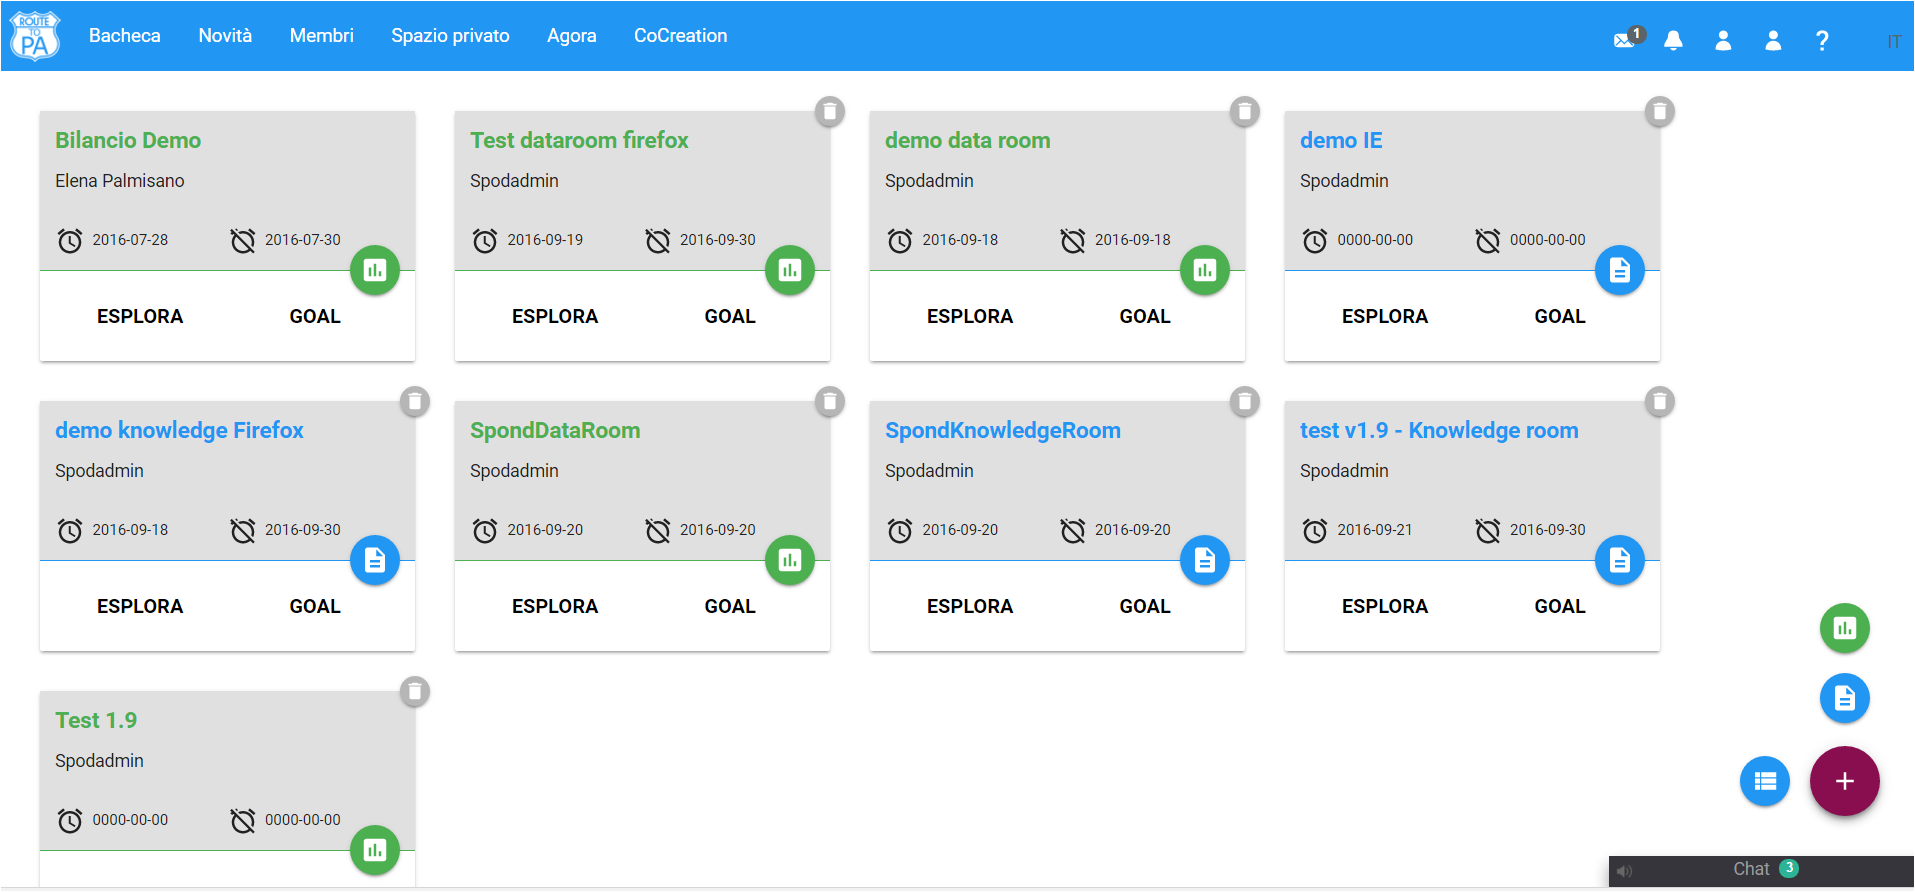 ROUTE
TO
PA
Bacheca Novità Membri Spazio privato Agora CoCreation 1 ? IT
Bilancio Demo
Elena Palmisano
2016-07-28 2016-07-30
ESPLORA GOAL
Test dataroom firefox
Spodadmin
2016-09-19 2016-09-30
ESPLORA GOAL
demo data room
Spodadmin
2016-09-18 2016-09-18
ESPLORA GOAL
demo IE
Spodadmin
0000-00-00 0000-00-00
ESPLORA GOAL
demo knowledge Firefox
Spodadmin
2016-09-18 2016-09-30
ESPLORA GOAL
SpondDataRoom
Spodadmin
2016-09-20 2016-09-20
ESPLORA GOAL
SpondKnowledgeRoom
Spodadmin
2016-09-20 2016-09-20
ESPLORA GOAL
test v1.9 - Knowledge room
Spodadmin
2016-09-21 2016-09-30
ESPLORA GOAL
Test 1.9
Spodadmin
0000-00-00 0000-00-00
Chat 3